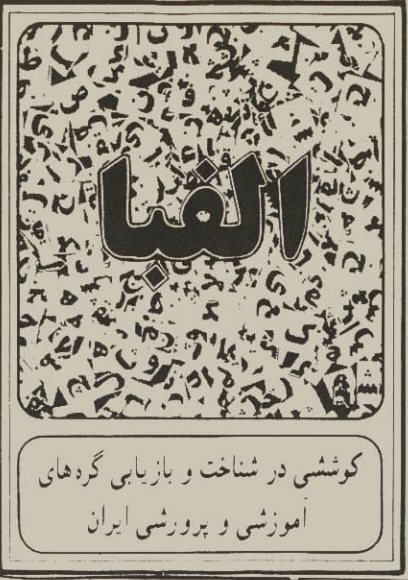 الفبا
کوششی در شناخت و بازیابی گره‌های
آموزشی و پرورشی ایران